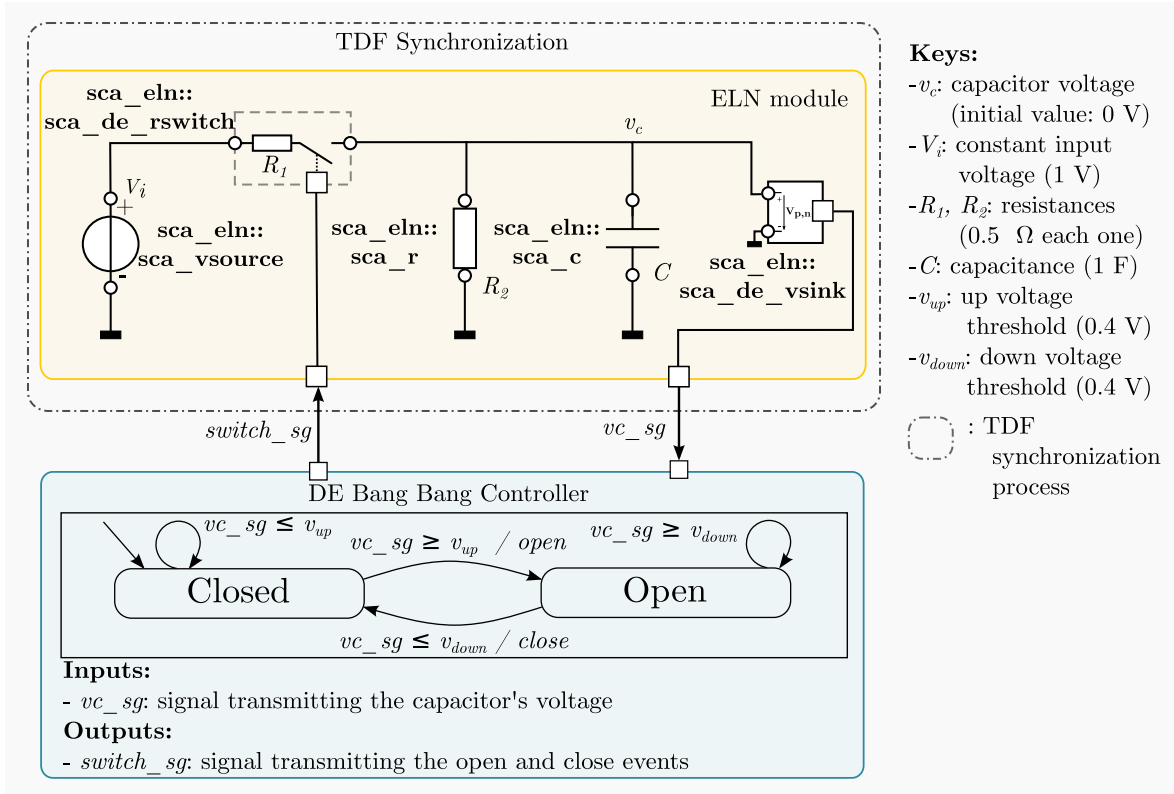 TDF Synchronization
ELN module
sca_eln::
sca_de_rswitch
R1
vc
Vi
+
-
sca_eln::
sca_vsource
sca_eln::
sca_r
R2
sca_eln::
sca_c
C
+
Vp,n
-
sca_eln::
sca_de_vsink
switch_sg
vc_sg
DE Bang Bang Controller
vc_sg ≤ vup
vc_sg ≥ vup / open
vc_sg ≥ vdown
Closed
Open
vc_sg ≤ vdown / close
Inputs:
- vc_sg: signal transmitting the capacitor's voltage
Outputs:
- switch_sg: signal transmitting the open and close events
Keys:
-vc: capacitor voltage
(initial value: 0 V)
-Vi: constant input
voltage (1 V)
-R1, R2: resistances
(0.5 Ω each one)
-C: capacitance (1 F)
-vup: up voltage
threshold (0.4 V)
-vdown: down voltage
threshold (0.4 V)
: TDF
synchronization
process